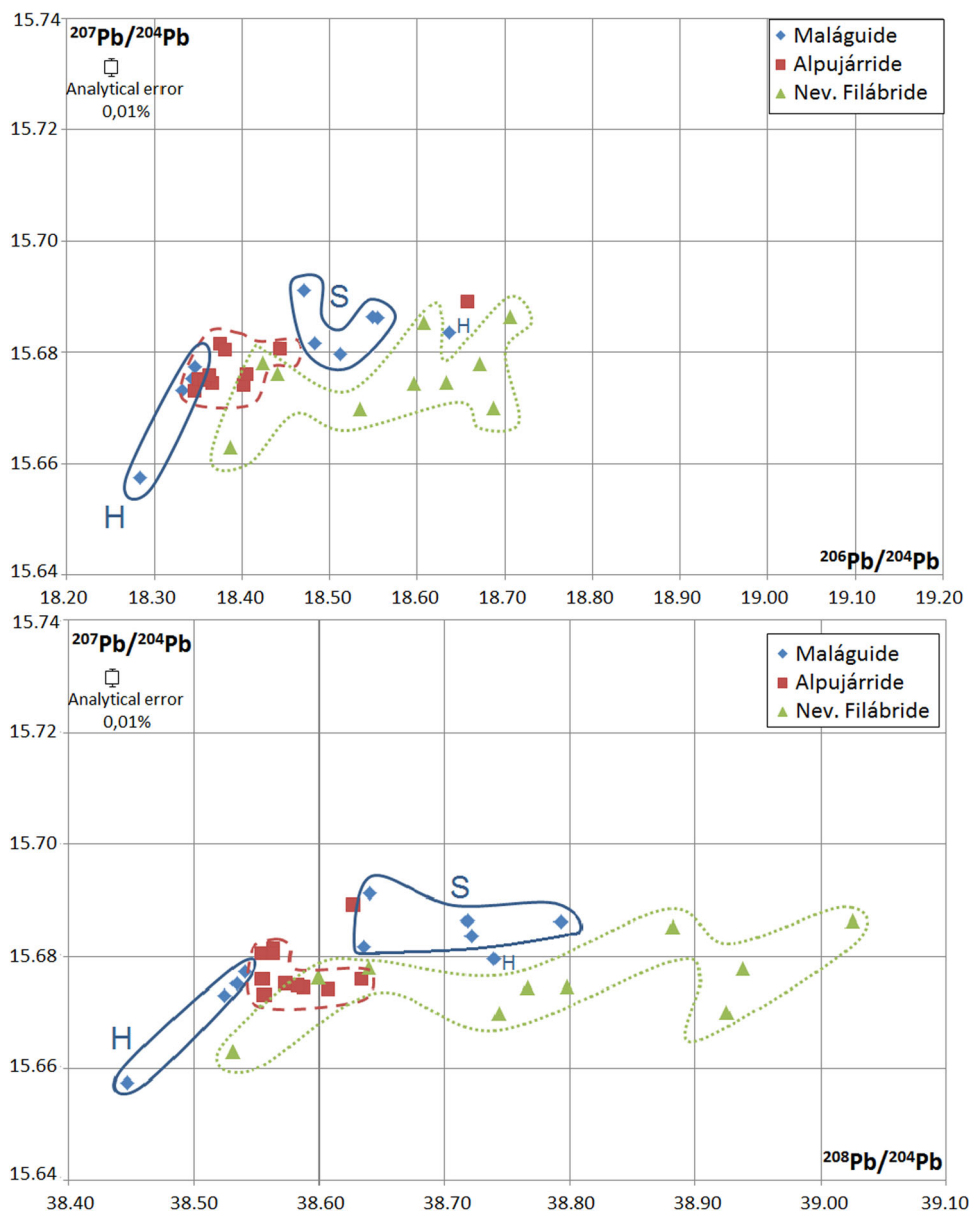 15.74
²⁰⁷Pb/²⁰⁴Pb
Analytical error
0,01%
Maláguide
Alpujárride
Nev. Filábride
15.72
15.70
S
H
15.68
15.66
H
15.64
²⁰⁶Pb/²⁰⁴Pb
18.20 18.30 18.40 18.50 18.60 18.70 18.80 18.90 19.00 19.10 19.20
15.74
²⁰⁷Pb/²⁰⁴Pb
Analytical error
0,01%
Maláguide
Alpujárride
Nev. Filábride
15.72
15.70
S
15.68
H
H
15.66
15.64
²⁰⁸Pb/²⁰⁴Pb
38.40 38.50 38.60 38.70 38.80 38.90 39.00 39.10